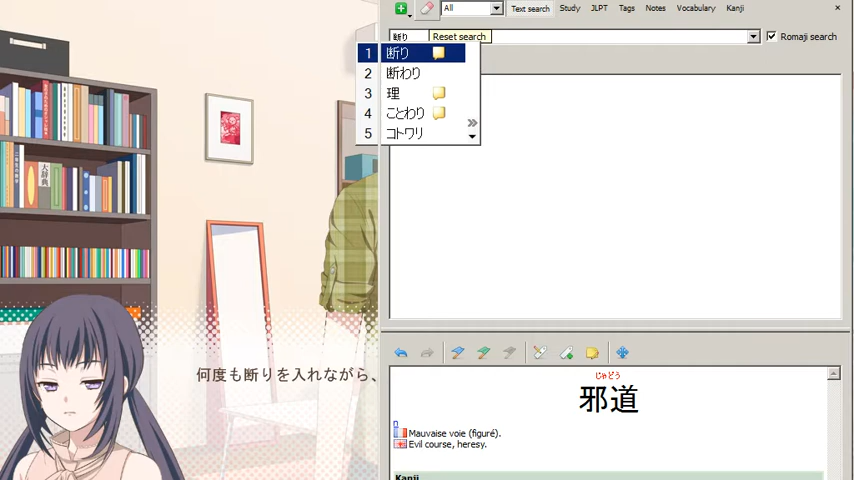 All
Text search
Study
JLPT
Tags
Notes
Vocabulary
Kanji
断り
Reset search
Romaji search
1 断り
2 断わり
3 理
4 ことわり
5 コトワリ
大辞典
何度も断りを入れながら、
じゃどう
邪道
Mauvaise voie (figuré).
Evil course, heresy.
Kanji